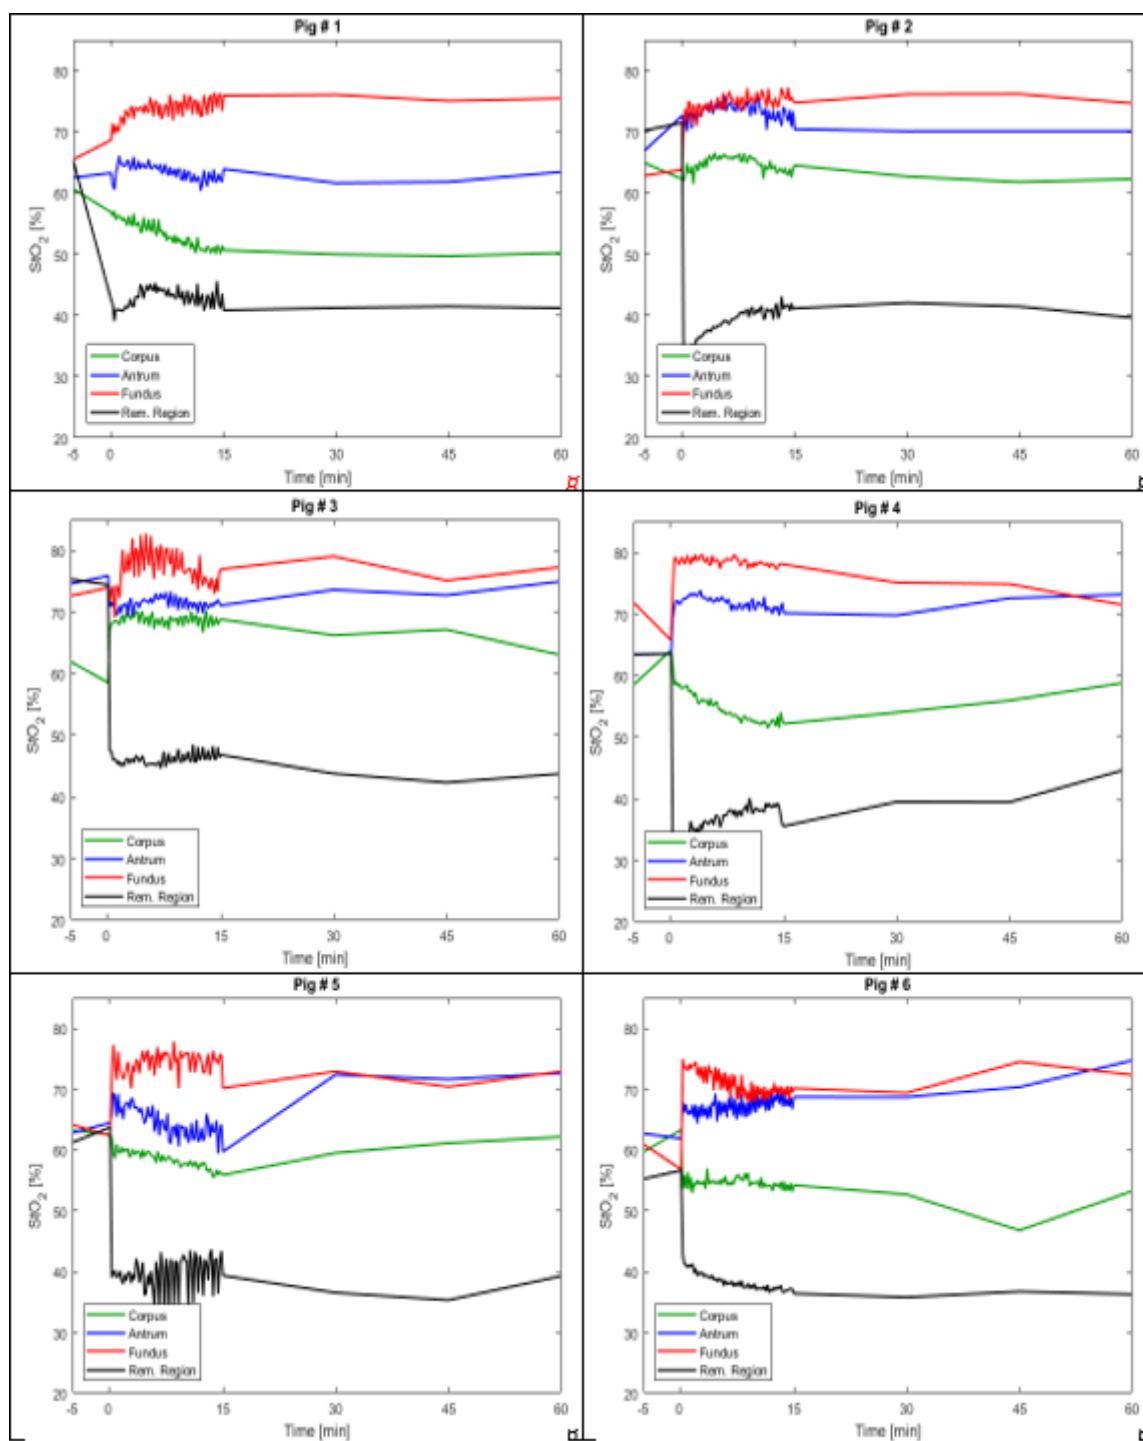 Pig # 1
StO2 [%]
80
70
60
50
40
30
20
Corpus
Antrum
Fundus
Rem. Region
-5 0 15 30 45 60
Time [min]
¤
Pig # 2
StO2 [%]
80
70
60
50
40
30
20
Corpus
Antrum
Fundus
Rem. Region
-5 0 15 30 45 60
Time [min]
¤
Pig # 3
StO2 [%]
80
70
60
50
40
30
20
Corpus
Antrum
Fundus
Rem. Region
-5 0 15 30 45 60
Time [min]
Pig # 4
StO2 [%]
80
70
60
50
40
30
20
Corpus
Antrum
Fundus
Rem. Region
-5 0 15 30 45 60
Time [min]
Pig # 5
StO2 [%]
80
70
60
50
40
30
20
Corpus
Antrum
Fundus
Rem. Region
-5 0 15 30 45 60
Time [min]
¤
Pig # 6
StO2 [%]
80
70
60
50
40
30
20
Corpus
Antrum
Fundus
Rem. Region
-5 0 15 30 45 60
Time [min]
¤